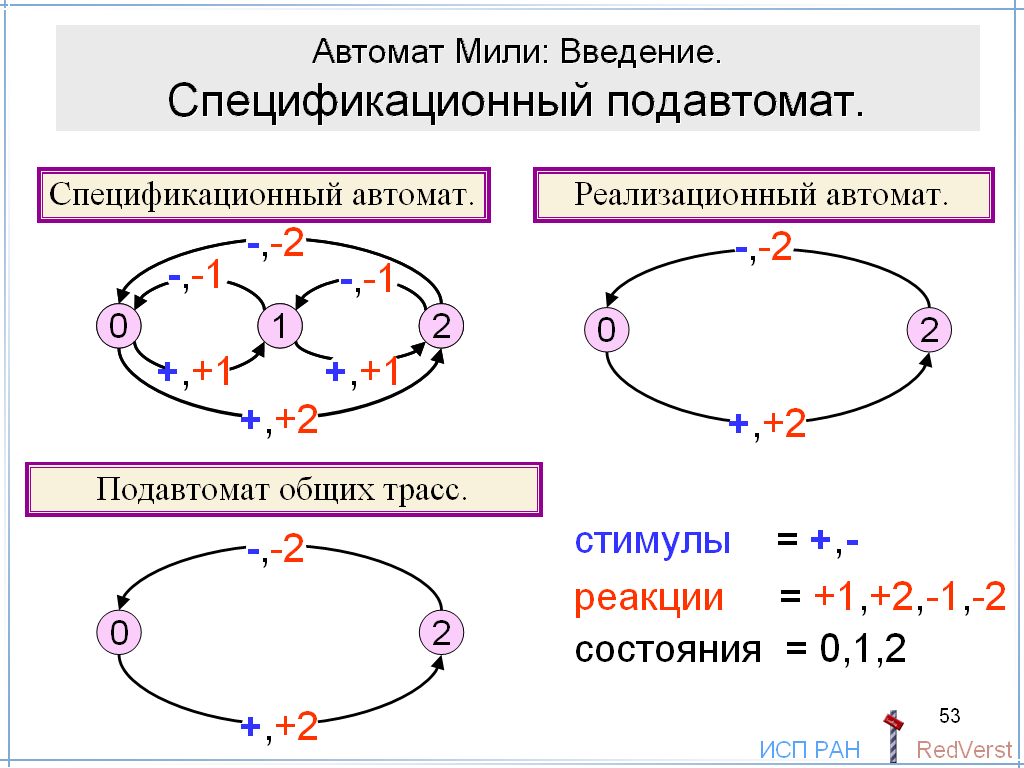 Автомат Мили: Введение.
Спецификационный подавтомат.
Спецификационный автомат.
-,-2
-,-1
-,-1
0
1
2
+,+1
+,+1
+,+2
Реализационный автомат.
-,-2
0
2
+,+2
Подавтомат общих трасс.
-,-2
0
2
+,+2
стимулы = +,-
реакции = +1,+2,-1,-2
состояния = 0,1,2
53
ИСП РАН
RedVerst